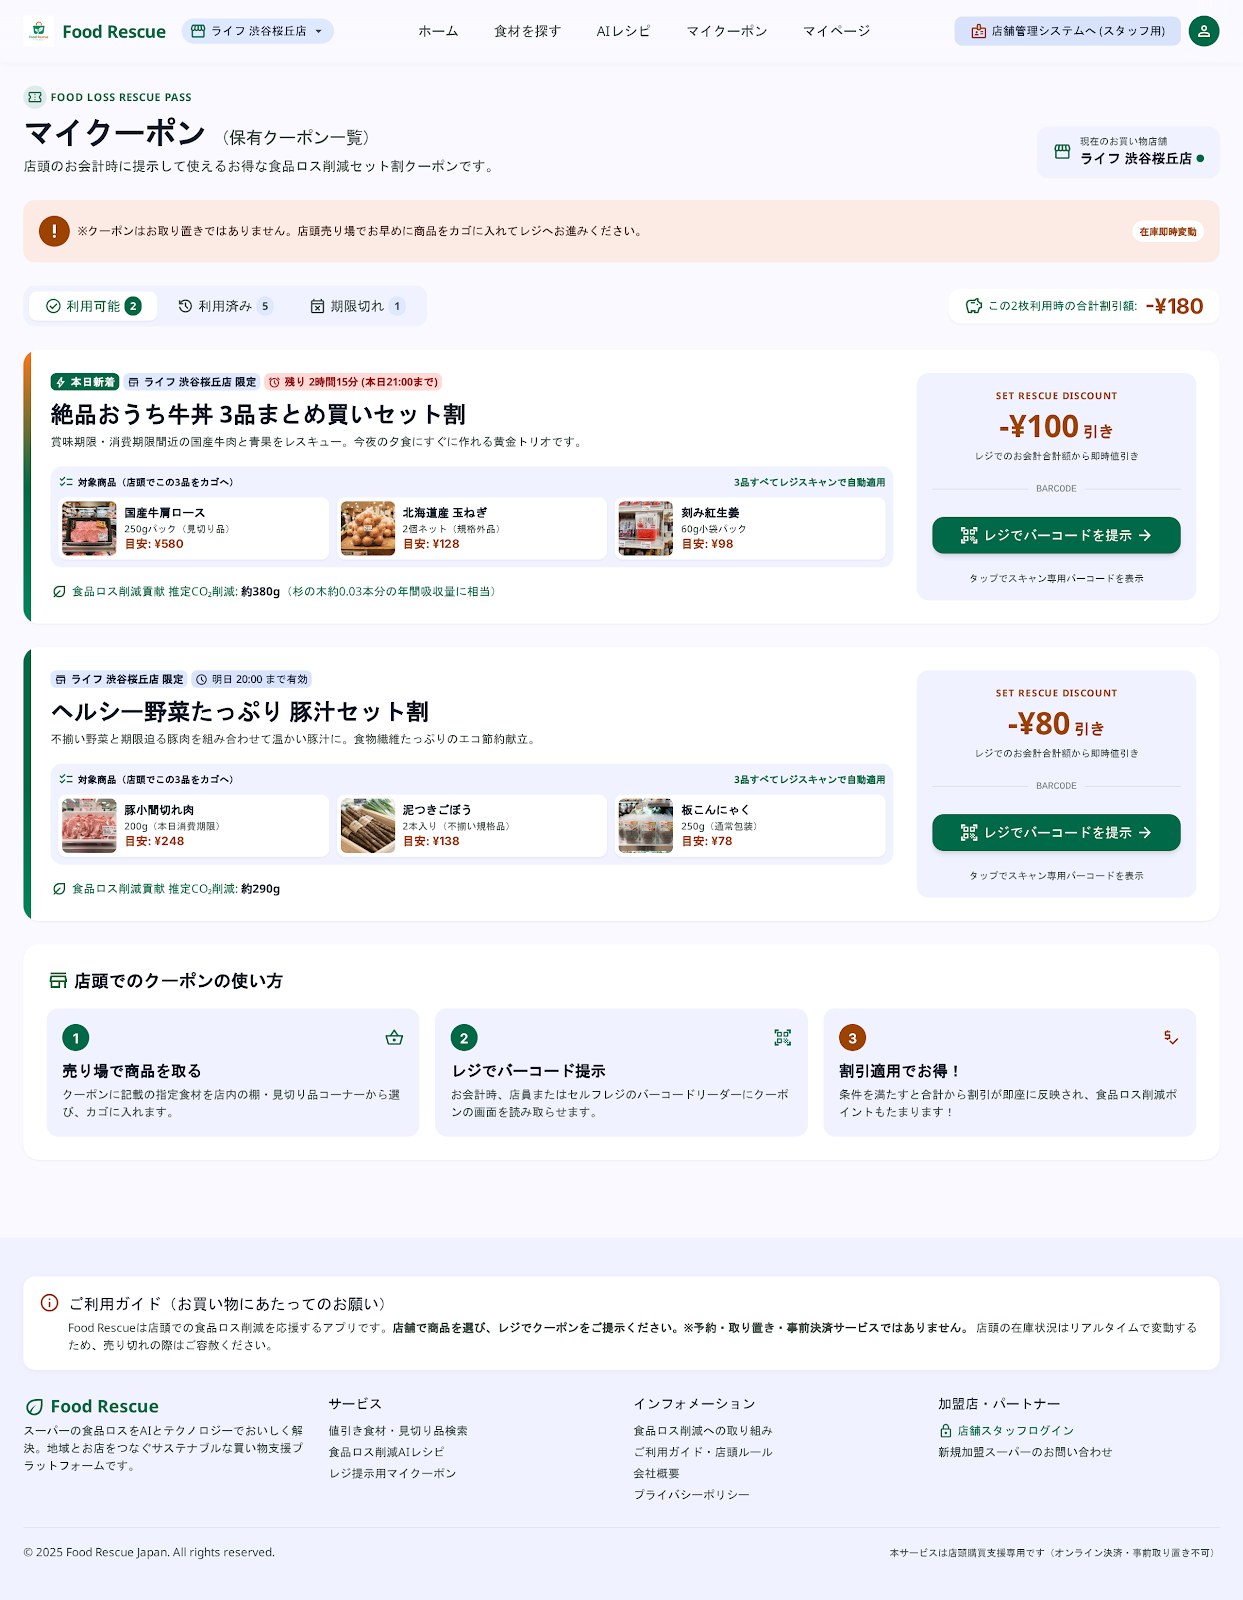 Food Rescue
ライフ 渋谷桜丘店
ホーム
食材を探す
AIレシピ
マイクーポン
マイページ
店舗管理システムへ (スタッフ用)
FOOD LOSS RESCUE PASS
マイクーポン （保有クーポン一覧）
店頭のお会計時に提示して使えるお得な食品ロス削減セット割クーポンです。
現在のお買い物店舗
ライフ 渋谷桜丘店
※クーポンはお取り置きではありません。店頭売り場でお早めに商品をカゴに入れてレジへお進みください。
在庫即時変動
利用可能 2
利用済み 5
期限切れ 1
この2枚利用時の合計割引額: -¥180
本日新着
ライフ 渋谷桜丘店 限定
残り 2時間15分 (本日21:00まで)
絶品おうち牛丼 3品まとめ買いセット割
賞味期限・消費期限間近の国産牛肉と青果をレスキュー。今夜の夕食にすぐに作れる黄金トリオです。
対象商品（店頭でこの3品をカゴへ）
3品すべてレジスキャンで自動適用
国産牛肩ロース
250gパック（見切り品）
目安: ¥580
北海道産 玉ねぎ
2個ネット（規格外品）
目安: ¥128
刻み紅生姜
60g小袋パック
目安: ¥98
食品ロス削減貢献 推定CO₂削減: 約380g（杉の木約0.03本分の年間吸収量に相当）
SET RESCUE DISCOUNT
-¥100 引き
レジでのお会計合計額から即時値引き
BARCODE
レジでバーコードを提示 →
タップでスキャン専用バーコードを表示
ライフ 渋谷桜丘店 限定
明日 20:00 まで有効
ヘルシー野菜たっぷり 豚汁セット割
不揃い野菜と期限迫る豚肉を組み合わせて温かい豚汁に。食物繊維たっぷりのエコ節約献立。
対象商品（店頭でこの3品をカゴへ）
3品すべてレジスキャンで自動適用
豚小間切れ肉
200g（本日消費期限）
目安: ¥248
泥つきごぼう
2本入り（不揃い規格品）
目安: ¥138
板こんにゃく
250g（通常包装）
目安: ¥78
食品ロス削減貢献 推定CO₂削減: 約290g
SET RESCUE DISCOUNT
-¥80 引き
レジでのお会計合計額から即時値引き
BARCODE
レジでバーコードを提示 →
タップでスキャン専用バーコードを表示
店頭でのクーポンの使い方
1
売り場で商品を取る
クーポンに記載の指定食材を店内の棚・見切り品コーナーから選
び、カゴに入れます。
2
レジでバーコード提示
お会計時、店員またはセルフレジのバーコードリーダーにクーポ
ンの画面を読み取らせます。
3
割引適用でお得！
条件を満たすと合計から割引が即座に反映され、食品ロス削減ポ
イントもたまります！
ご利用ガイド（お買い物にあたってのお願い）
Food Rescueは店頭での食品ロス削減を応援するアプリです。店舗で商品を選び、レジでクーポンをご提示ください。※予約・取り置き・事前決済サービスではありません。 店頭の在庫状況はリアルタイムで変動する
ため、売り切れの際はご容赦ください。
Food Rescue
スーパーの食品ロスをAIとテクノロジーでおいしく解
決。地域とお店をつなぐサステナブルな買い物支援プ
ラットフォームです。
サービス
値引き食材・見切り品検索
食品ロス削減AIレシピ
レジ提示用マイクーポン
インフォメーション
食品ロス削減への取り組み
ご利用ガイド・店頭ルール
会社概要
プライバシーポリシー
加盟店・パートナー
店舗スタッフログイン
新規加盟スーパーのお問い合わせ
© 2025 Food Rescue Japan. All rights reserved.
本サービスは店頭購買支援専用です（オンライン決済・事前取り置き不可）